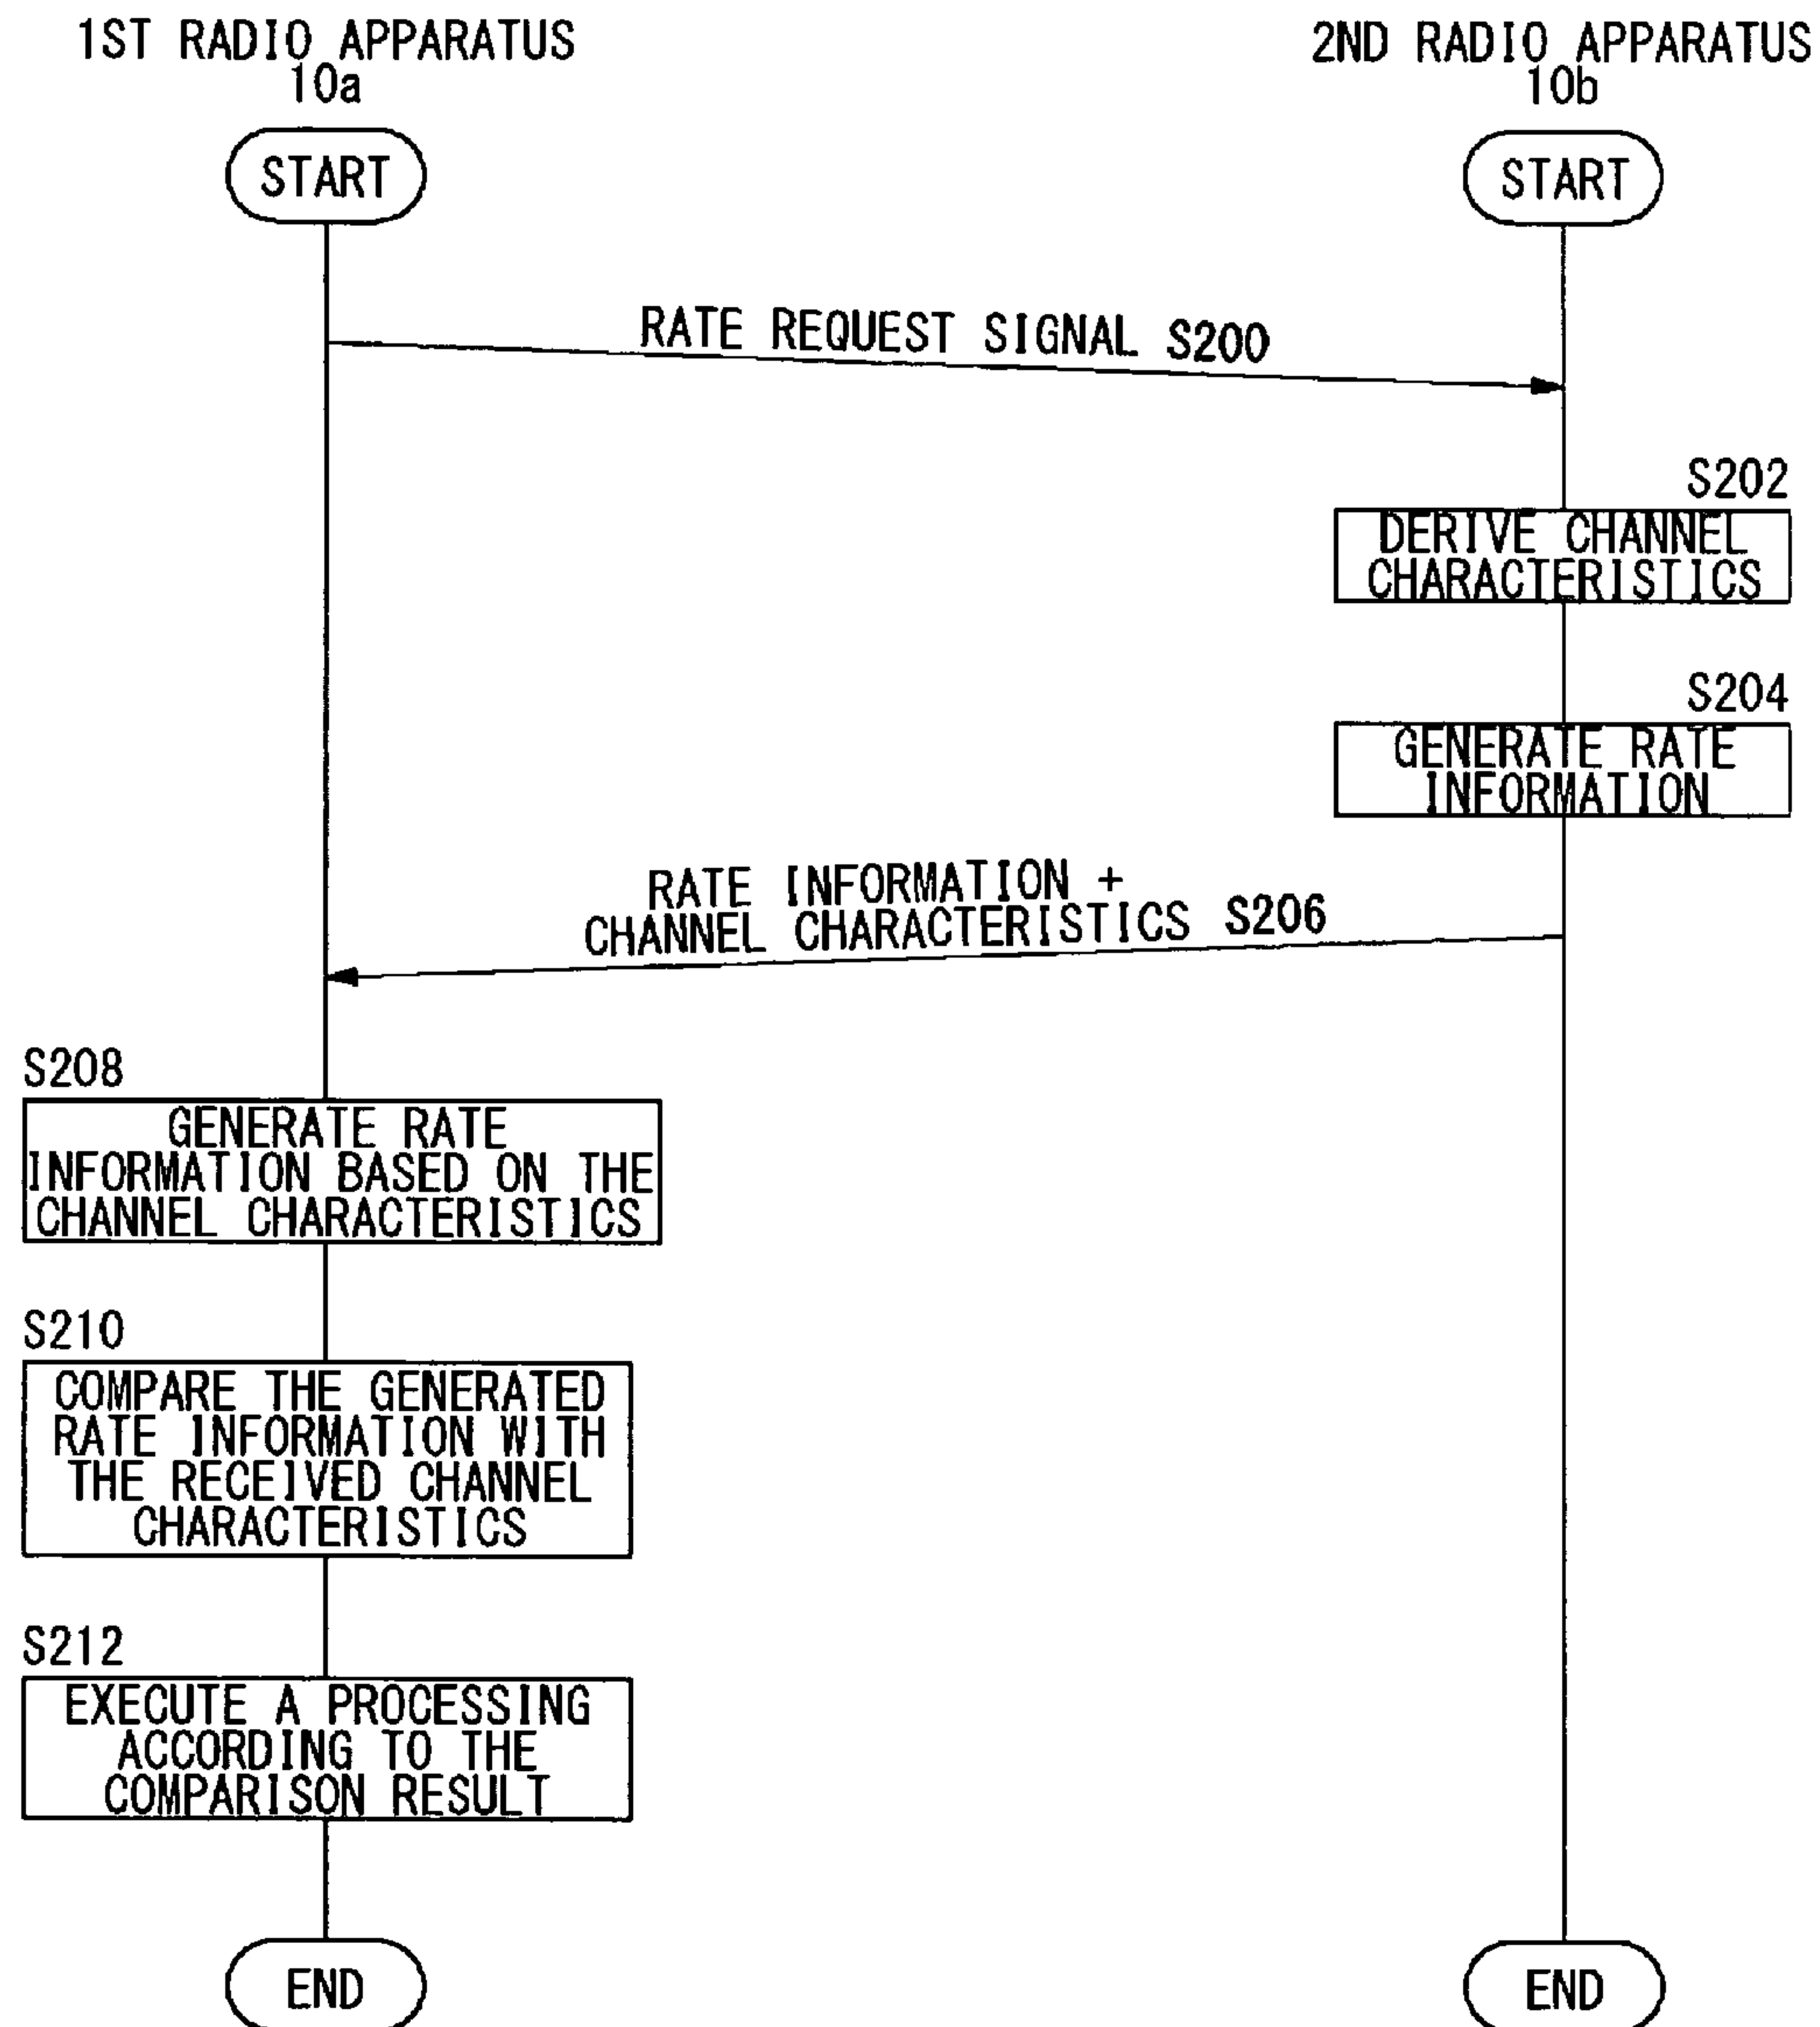 1ST RADIO APPARATUS
10a
2ND RADIO APPARATUS
10b
START
START
RATE REQUEST SIGNAL S200
S202
DERIVE CHANNEL
CHARACTERISTICS
S204
GENERATE RATE
INFORMATION
RATE INFORMATION +
CHANNEL CHARACTERISTICS S206
S208
GENERATE RATE
INFORMATION BASED ON THE
CHANNEL CHARACTERISTICS
S210
COMPARE THE GENERATED
RATE INFORMATION WITH
THE RECEIVED CHANNEL
CHARACTERISTICS
S212
EXECUTE A PROCESSING
ACCORDING TO THE
COMPARISON RESULT
END
END